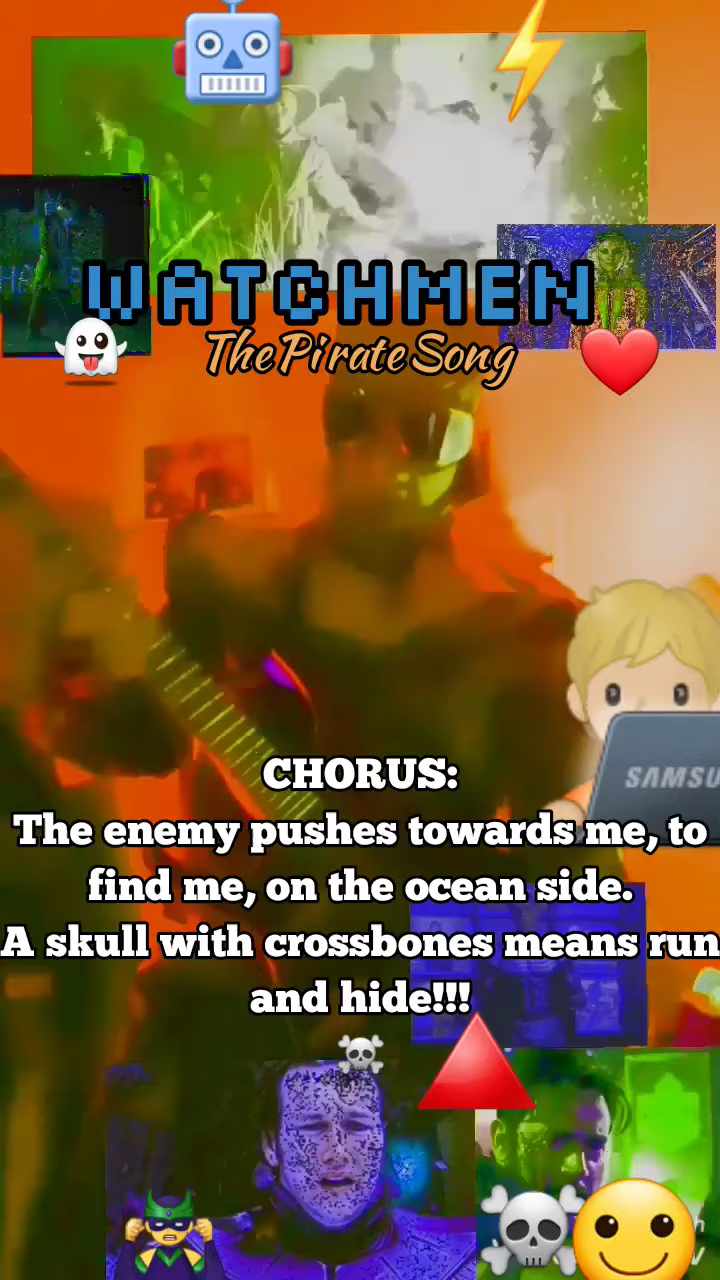 WATCHMEN
The Pirate Song
SAMSU
CHORUS:
The enemy pushes towards me, to
find me, on the ocean side.
A skull with crossbones means run
and hide!!!